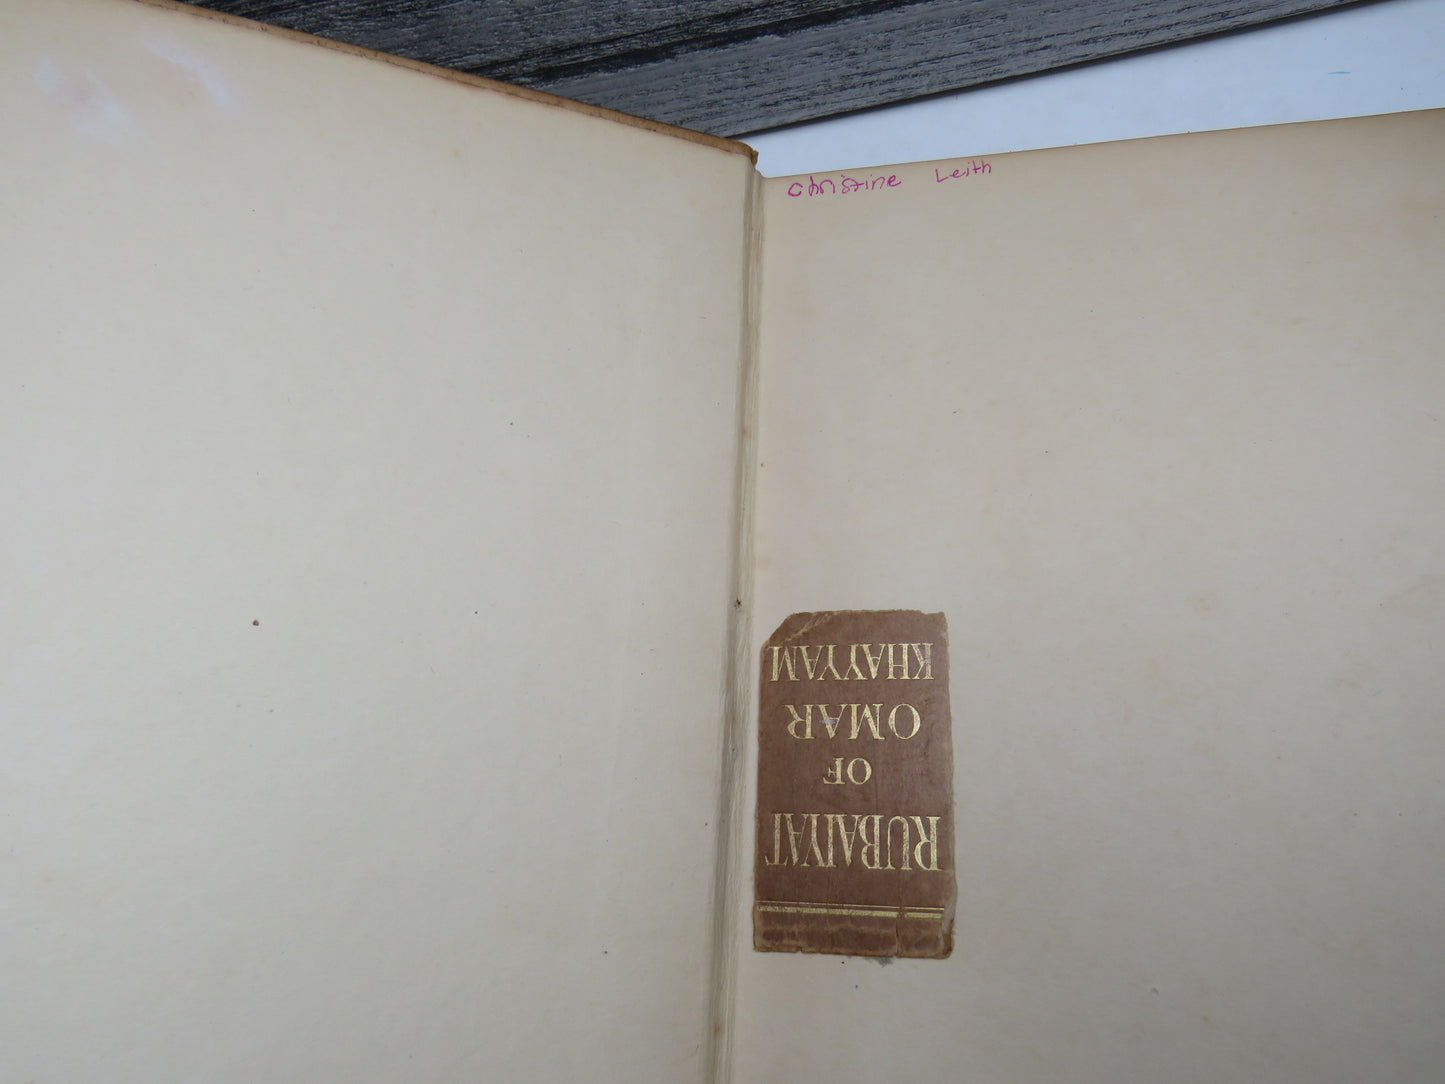 Christine Leith
RUBAIYAT
OF
OMAR
KHAYYAM